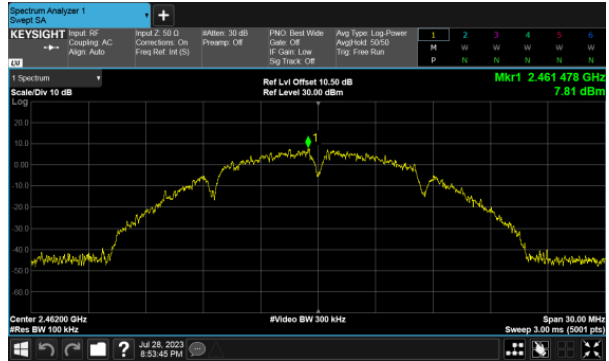 Spectrum Analyzer 1
Swept SA
+
KEYSIGHT
Input: RF
Coupling: AC
Align: Auto
Input Z: 50 Ω
Corrections: On
Freq Ref: Int (S)
#Atten: 30 dB
Preamp: Off
PNO: Best Wide
Gate: Off
IF Gain: Low
Sig Track: Off
Avg Type: Log-Power
Avg|Hold: 50/50
Trig: Free Run
1 2 3 4 5 6
M W W W W W
P N N N N N
LXI
1 Spectrum
Scale/Div 10 dB
Log
Ref Lvl Offset 10.50 dB
Ref Level 30.00 dBm
Mkr1 2.461 478 GHz
7.81 dBm
1
20.0
10.0
0.00
-10.0
-20.0
-30.0
-40.0
-50.0
-60.0
Center 2.46200 GHz
#Video BW 300 kHz
Span 30.00 MHz
#Res BW 100 kHz
Sweep 3.00 ms (5001 pts)
?
Jul 28, 2023
8:53:45 PM